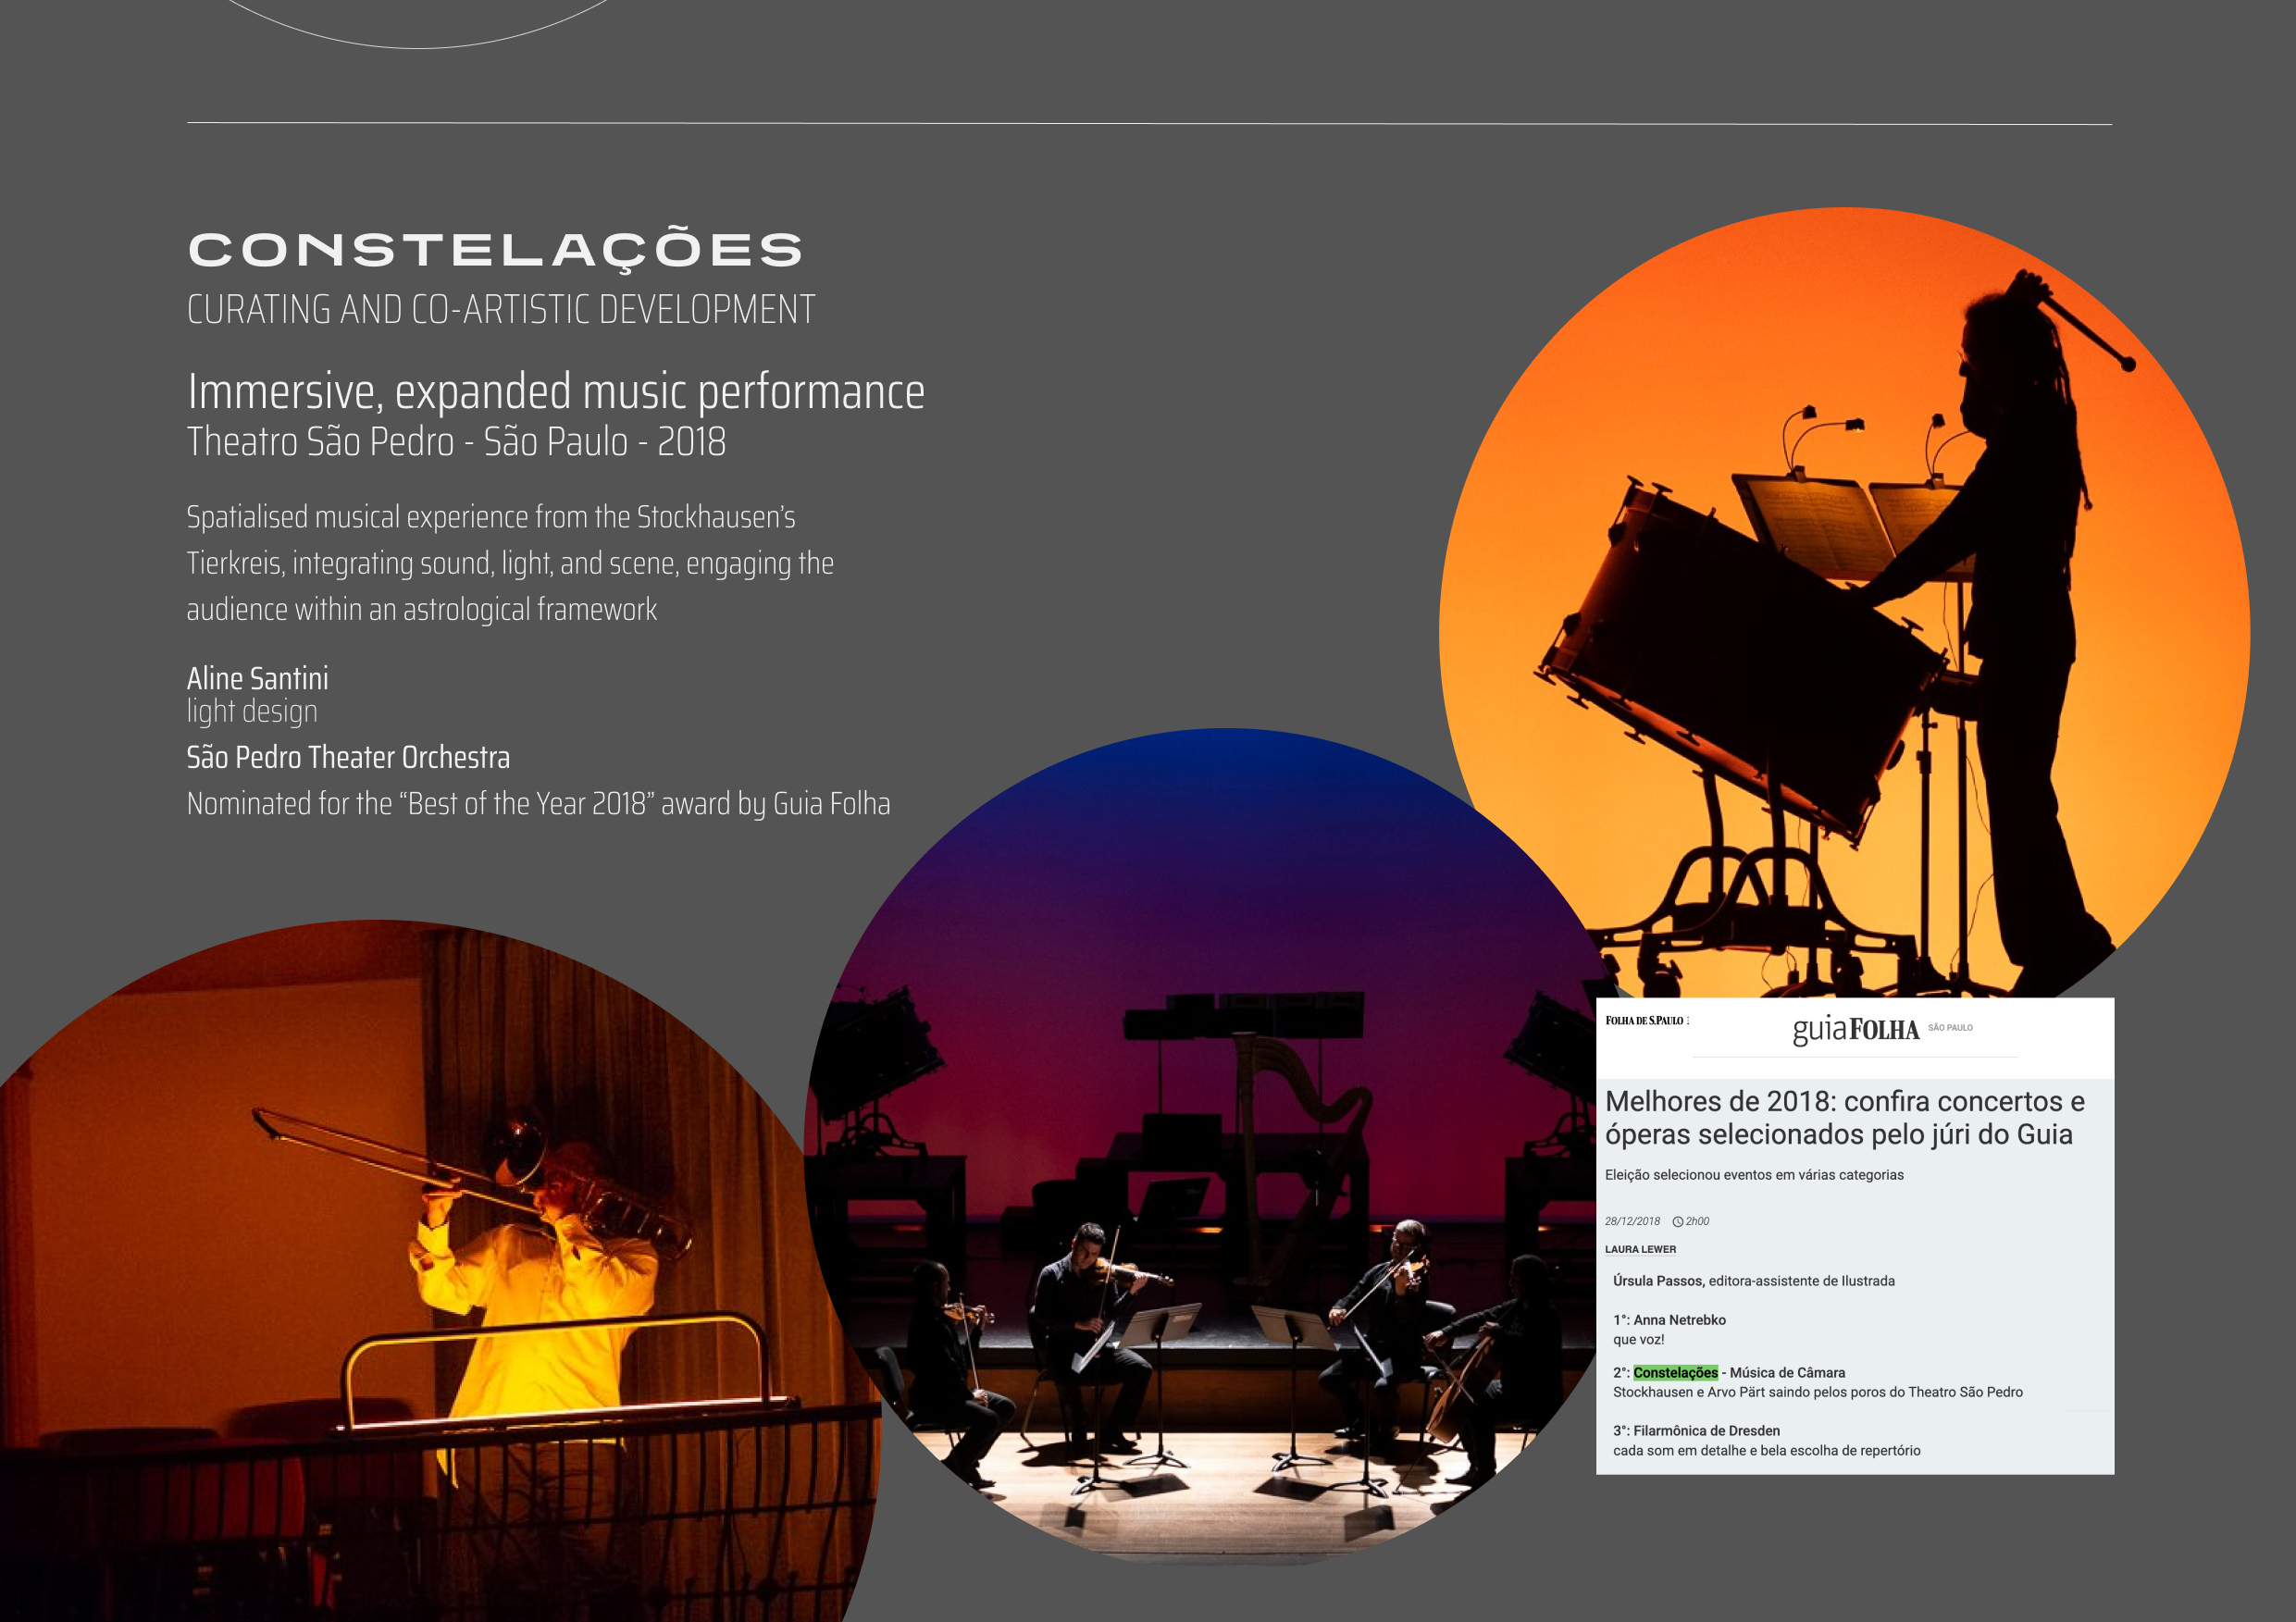 CONSTELAÇÕES
CURATING AND CO-ARTISTIC DEVELOPMENT
Immersive, expanded music performance
Theatro São Pedro - São Paulo - 2018
Spatialised musical experience from the Stockhausen’s
Tierkreis, integrating sound, light, and scene, engaging the
audience within an astrological framework
Aline Santini
light design
São Pedro Theater Orchestra
Nominated for the “Best of the Year 2018” award by Guia Folha
FOLHA DE S.PAULO
guiaFOLHA SÃO PAULO
Melhores de 2018: confira concertos e
óperas selecionados pelo júri do Guia
Eleição selecionou eventos em várias categorias
28/12/2018 2h00
LAURA LEWER
Úrsula Passos, editora-assistente de Ilustrada
1°: Anna Netrebko
que voz!
2°: Constelações - Música de Câmara
Stockhausen e Arvo Pärt saindo pelos poros do Theatro São Pedro
3°: Filarmônica de Dresden
cada som em detalhe e bela escolha de repertório